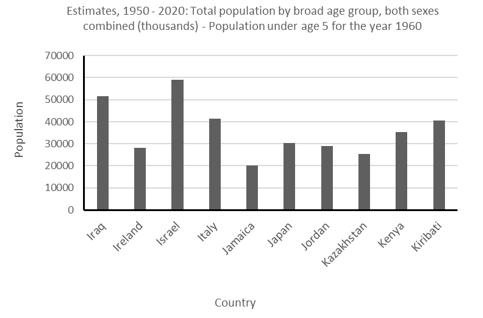 Estimates, 1950 - 2020: Total population by broad age group, both sexes
combined (thousands) - Population under age 5 for the year 1960
70000
60000
50000
40000
30000
20000
10000
0
Population
Iraq
Ireland
Israel
Italy
Jamaica
Japan
Jordan
Kazakhstan
Kenya
Kiribati
Country